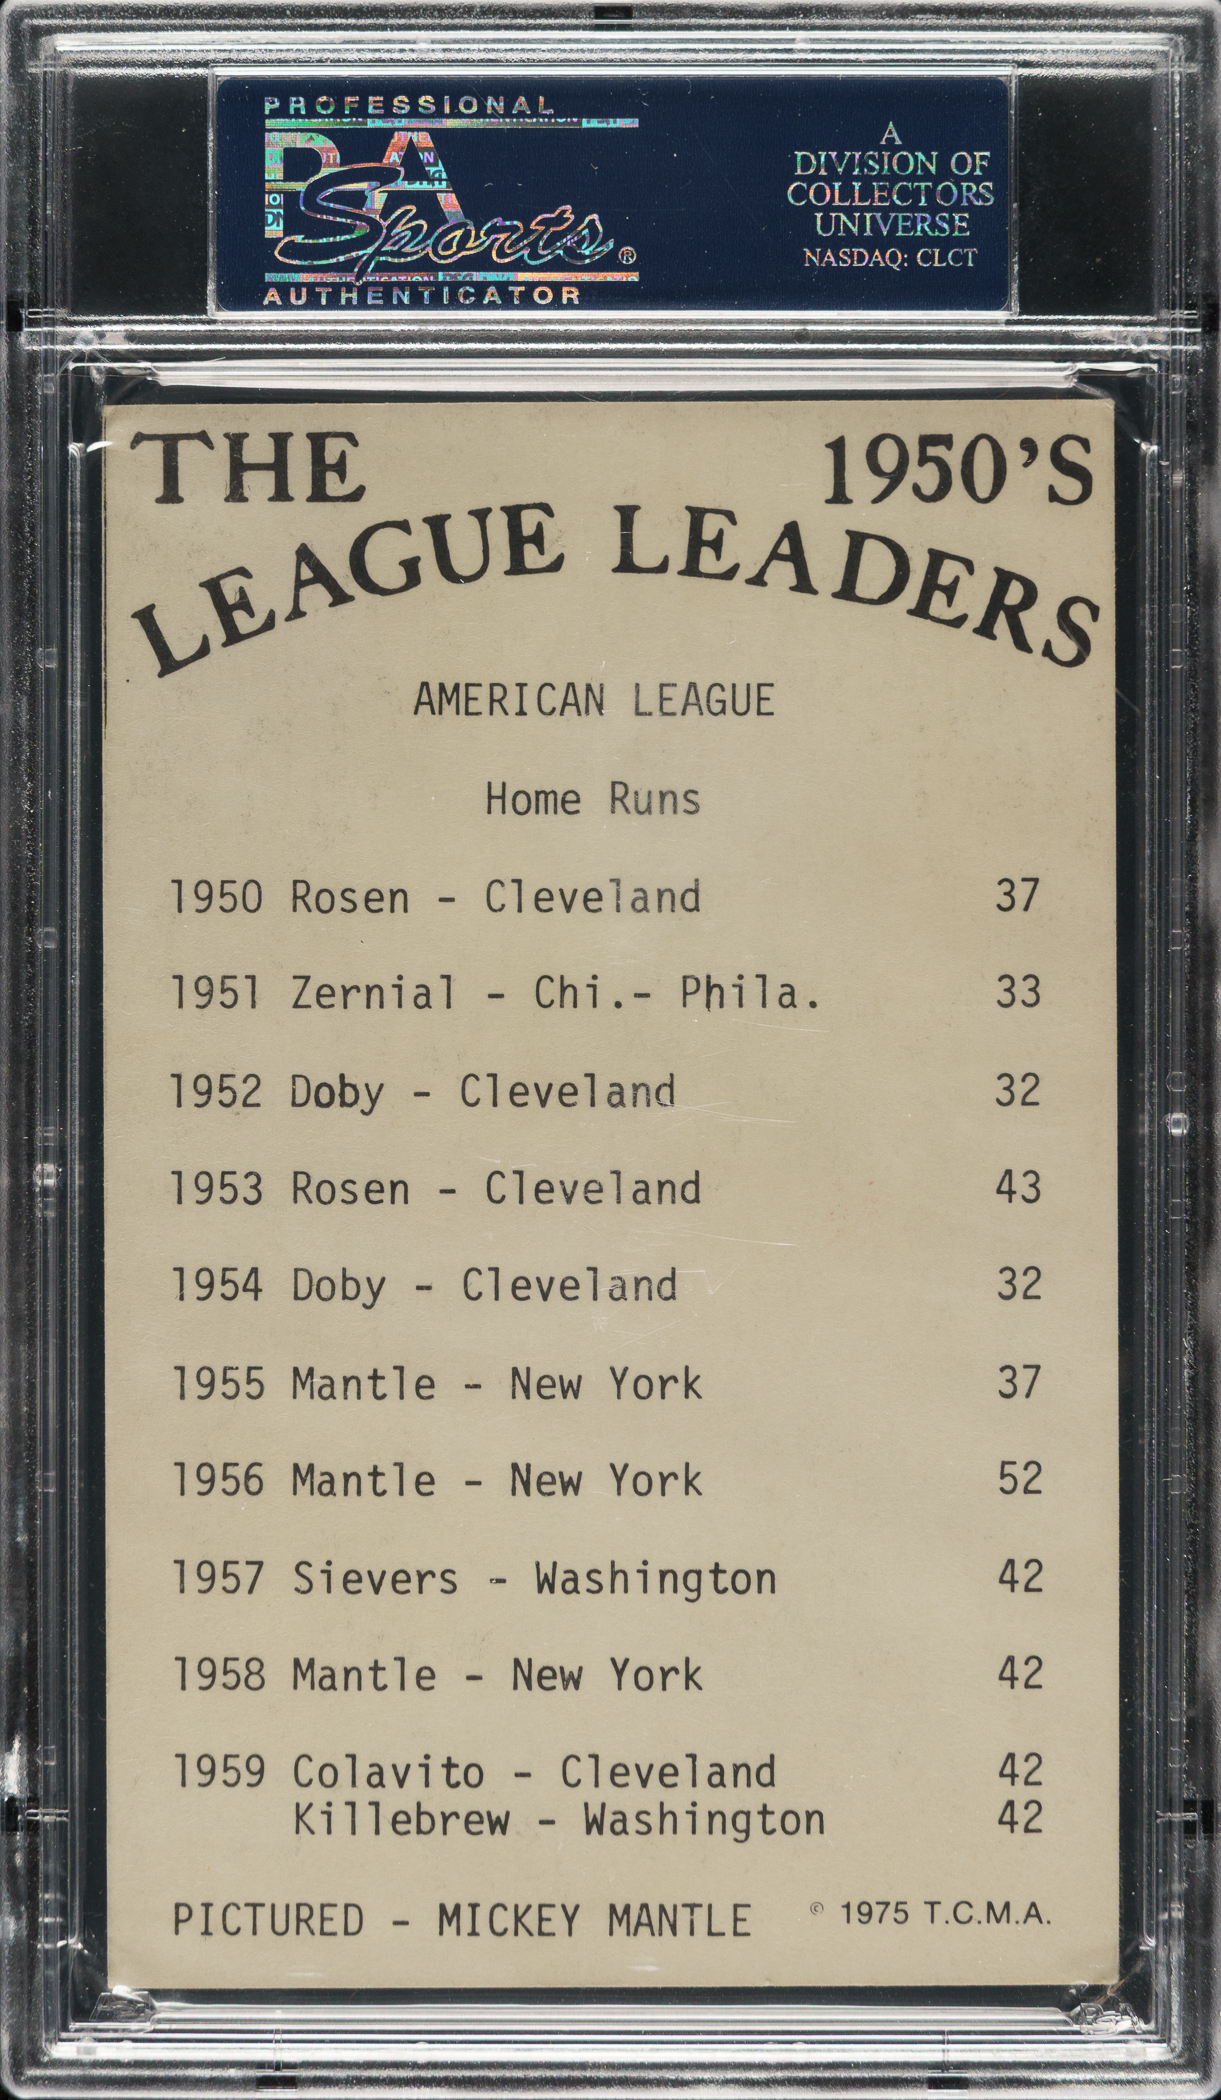 PROFESSIONAL
PSA
Sports®
AUTHENTICATOR
A
DIVISION OF
COLLECTORS
UNIVERSE
NASDAQ: CLCT
THE 1950'S
LEAGUE LEADERS
AMERICAN LEAGUE
Home Runs
1950 Rosen - Cleveland 37
1951 Zernial - Chi.- Phila. 33
1952 Doby - Cleveland 32
1953 Rosen - Cleveland 43
1954 Doby - Cleveland 32
1955 Mantle - New York 37
1956 Mantle - New York 52
1957 Sievers - Washington 42
1958 Mantle - New York 42
1959 Colavito - Cleveland 42
Killebrew - Washington 42
PICTURED - MICKEY MANTLE © 1975 T.C.M.A.